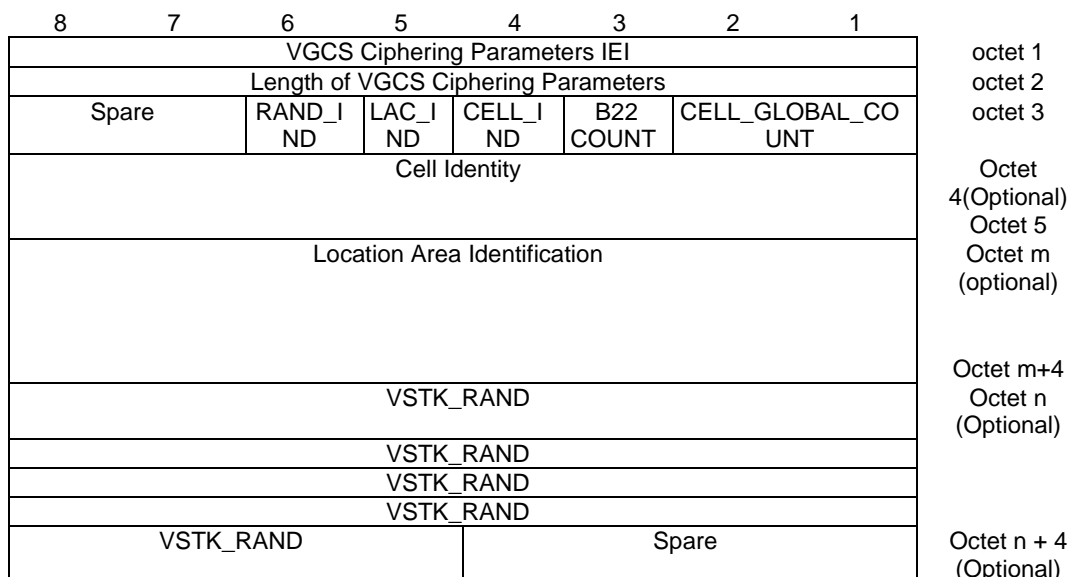 8 7 6 5 4 3 2 1
VGCS Ciphering Parameters IEI octet 1
Length of VGCS Ciphering Parameters octet 2
Spare RAND_I LAC_I CELL_I B22 CELL_GLOBAL_CO octet 3
ND ND ND COUNT UNT
Cell Identity Octet
4(Optional)
Octet 5
Location Area Identification Octet m
(optional)
Octet m+4
VSTK_RAND Octet n
(Optional)
VSTK_RAND
VSTK_RAND
VSTK_RAND
VSTK_RAND Spare Octet n + 4
(Optional)